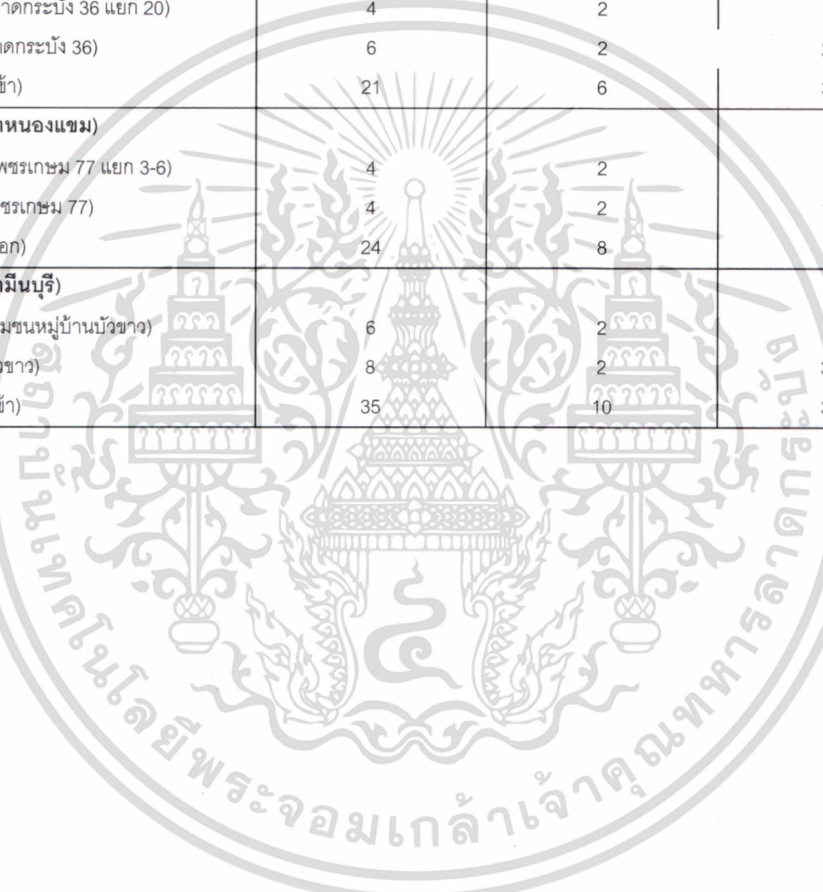 าดกระบัง 36 แยก 20) 4 2
าดกระบัง 36) 6 2
ข้า) 21 6
าหนองแขม)
พชรเกษม 77 แยก 3-6) 4 2
ชรเกษม 77) 4 2
อก) 24 8
ามีนบุรี)
มชนหมู่บ้านบัวขาว) 6 2
วขาว) 8 2
ข้า) 35 10
บันเทคโนโลยีพระจอมเกล้าเจ้าคุณทหารลาดกระบัง